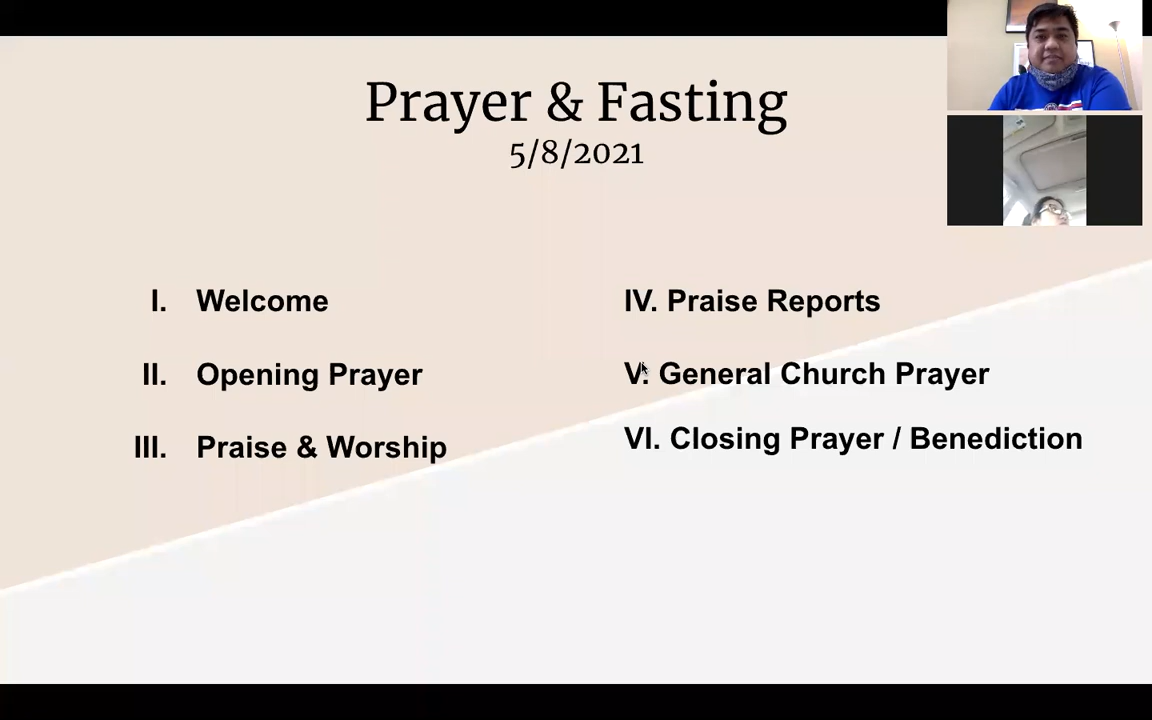 Prayer & Fasting
5/8/2021
I. Welcome
II. Opening Prayer
III. Praise & Worship
IV. Praise Reports
V. General Church Prayer
VI. Closing Prayer / Benediction